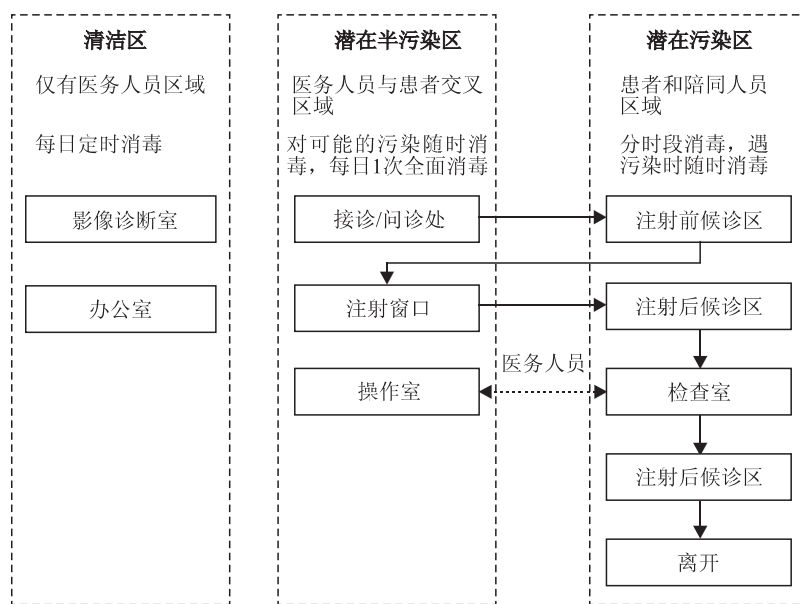 清洁区
仅有医务人员区域
每日定时消毒
影像诊断室
办公室
潜在半污染区
医务人员与患者交叉
区域
对可能的污染随时消
毒，每日1次全面消毒
接诊/问诊处
注射窗口
医务人员
操作室
潜在污染区
患者和陪同人员
区域
分时段消毒，遇
污染时随时消毒
注射前候诊区
注射后候诊区
检查室
注射后候诊区
离开